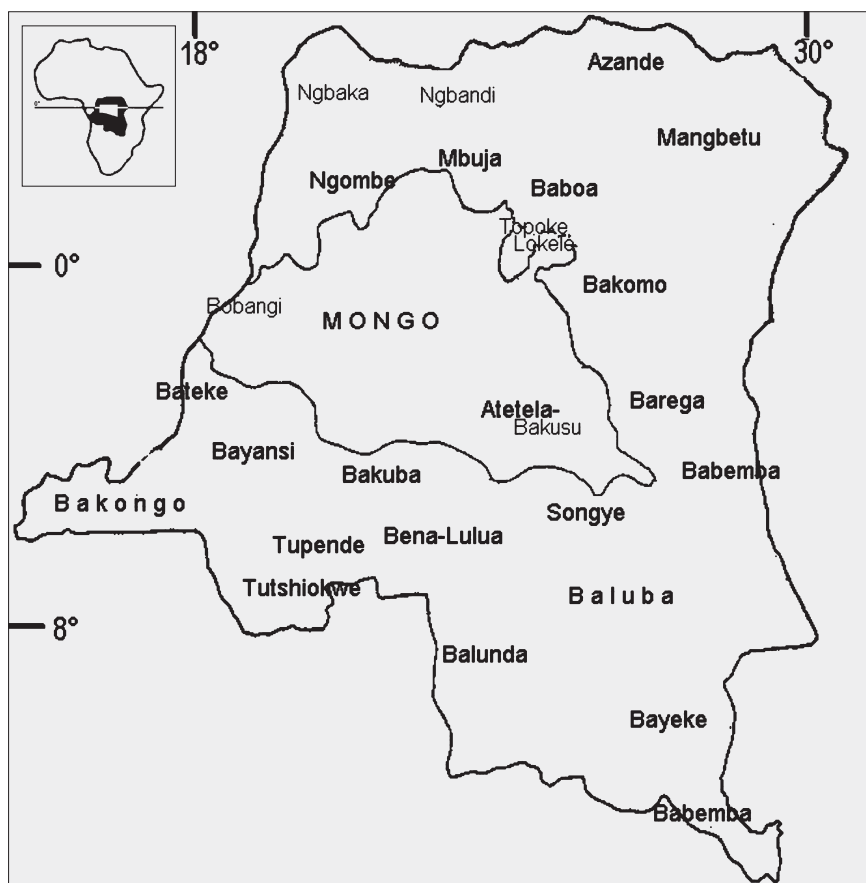 18°
30°
0°
Azande
Ngbaka
Ngbandi
Mangbetu
Mbuja
Ngombe
Baboa
Topoke
Lokele
0°
Bakomo
Bobangi
MONGO
Bateke
Atetela-
Bakusu
Barega
Bayansi
Bakuba
Babemba
Bakongo
Songye
Bena-Lulua
Tupende
Tutshiokwe
Baluba
8°
Balunda
Bayeke
Babemba